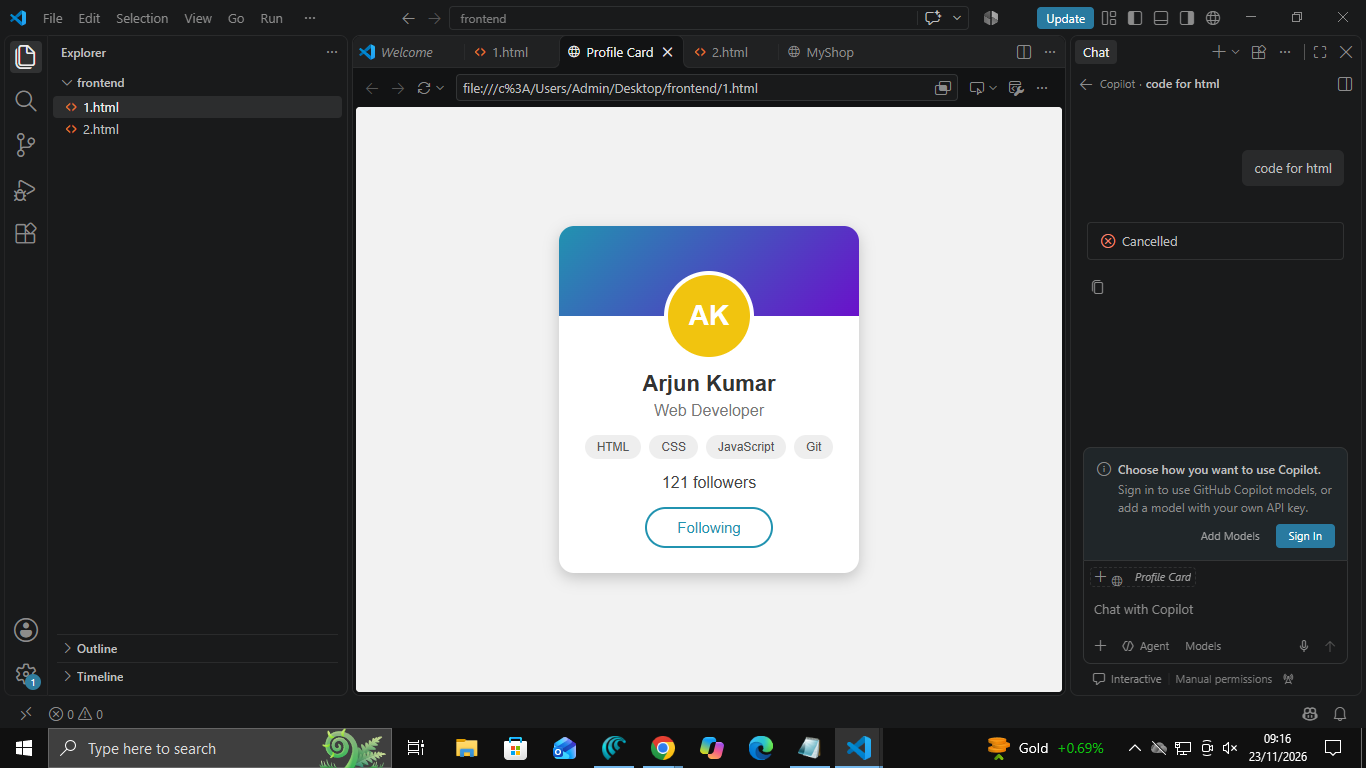 File Edit Selection View Go Run ···
frontend
Update
Explorer
frontend
1.html
2.html
Outline
Timeline
1
Welcome
1.html
Profile Card
2.html
MyShop
file:///c%3A/Users/Admin/Desktop/frontend/1.html
AK
Arjun Kumar
Web Developer
HTML CSS JavaScript Git
121 followers
Following
Chat
Copilot · code for html
code for html
Cancelled
Choose how you want to use Copilot.
Sign in to use GitHub Copilot models, or
add a model with your own API key.
Add Models Sign In
Profile Card
Chat with Copilot
Agent Models
Interactive Manual permissions
0 0
Type here to search
Gold +0.69%
09:16
23/11/2026